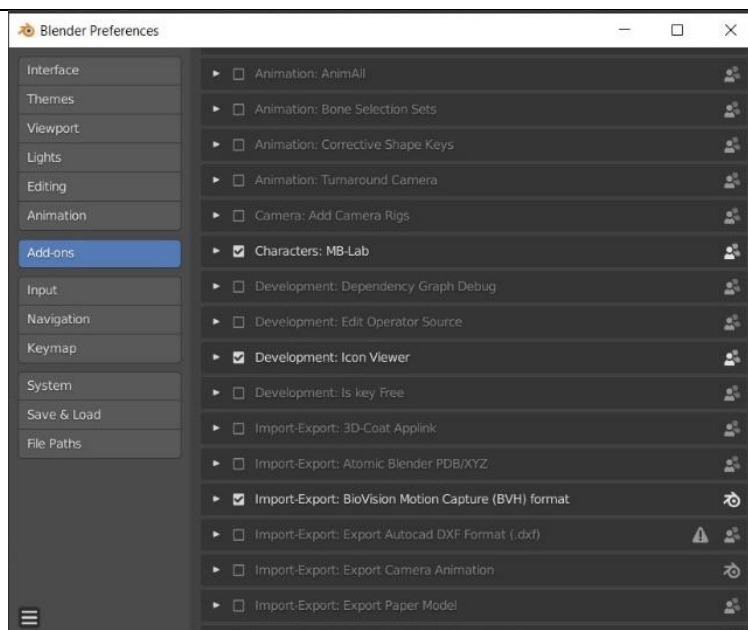 Blender Preferences
Interface
Themes
Viewport
Lights
Editing
Animation
Add-ons
Input
Navigation
Keymap
System
Save & Load
File Paths
Animation: AnimAll
Animation: Bone Selection Sets
Animation: Corrective Shape Keys
Animation: Turnaround Camera
Camera: Add Camera Rigs
Characters: MB-Lab
Development: Dependency Graph Debug
Development: Edit Operator Source
Development: Icon Viewer
Development: Is key Free
Import-Export: 3D-Coat Applink
Import-Export: Atomic Blender PDB/XYZ
Import-Export: BioVision Motion Capture (BVH) format
Import-Export: Export Autocad DXF Format (.dxf)
Import-Export: Export Camera Animation
Import-Export: Export Paper Model